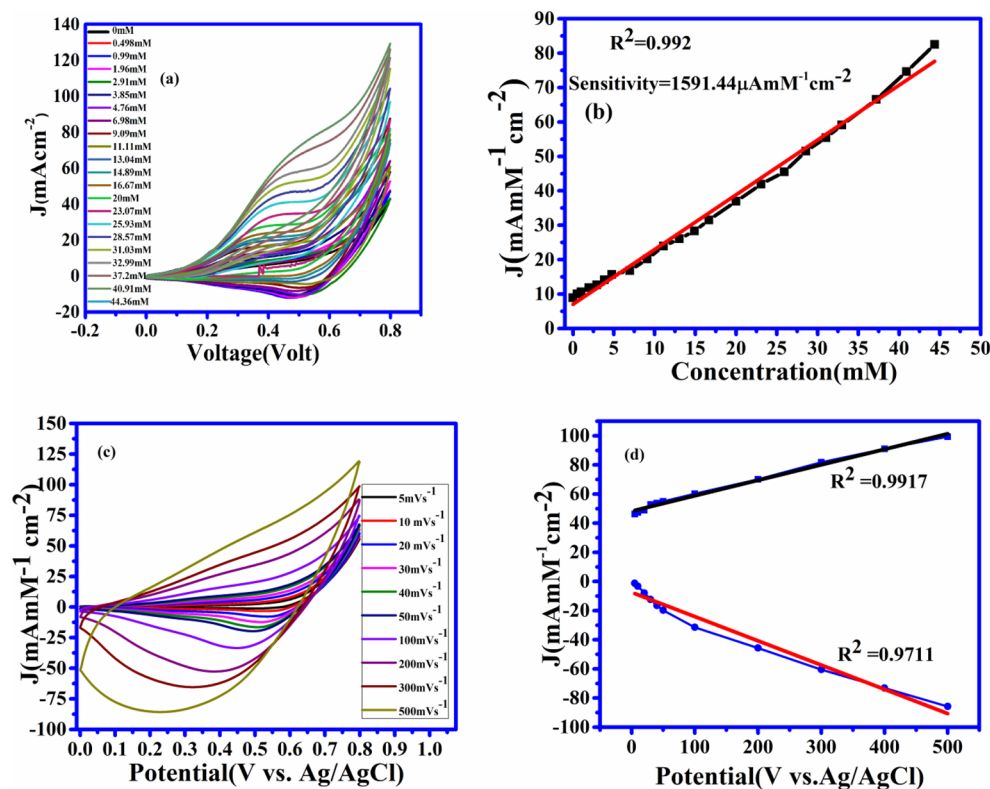 140
120
100
80
60
40
20
0
-20
J(mAcm⁻²)
0mM
0.498mM
0.99mM
1.96mM
2.91mM
3.85mM
4.76mM
6.98mM
9.09mM
11.11mM
13.04mM
14.89mM
16.67mM
20mM
23.07mM
25.93mM
28.57mM
31.03mM
32.99mM
37.2mM
40.91mM
44.36mM
(a)
-0.2 0.0 0.2 0.4 0.6 0.8
Voltage(Volt)
90
80
70
60
50
40
30
20
10
0
J(mAmM⁻¹cm⁻²)
R²=0.992
Sensitivity=1591.44μAmM⁻¹cm⁻²
(b)
0 5 10 15 20 25 30 35 40 45 50
Concentration(mM)
150
125
100
75
50
25
0
-25
-50
-75
-100
J(mAmM⁻¹ cm⁻²)
(c)
5mVs⁻¹
10 mVs⁻¹
20 mVs⁻¹
30mVs⁻¹
40mVs⁻¹
50mVs⁻¹
100mVs⁻¹
200mVs⁻¹
300mVs⁻¹
500mVs⁻¹
0.0 0.1 0.2 0.3 0.4 0.5 0.6 0.7 0.8 0.9 1.0
Potential(V vs. Ag/AgCl)
100
80
60
40
20
0
-20
-40
-60
-80
-100
J(mAmM⁻¹cm⁻²)
(d)
R² =0.9917
R² =0.9711
0 100 200 300 400 500
Potential(V vs.Ag/AgCl)